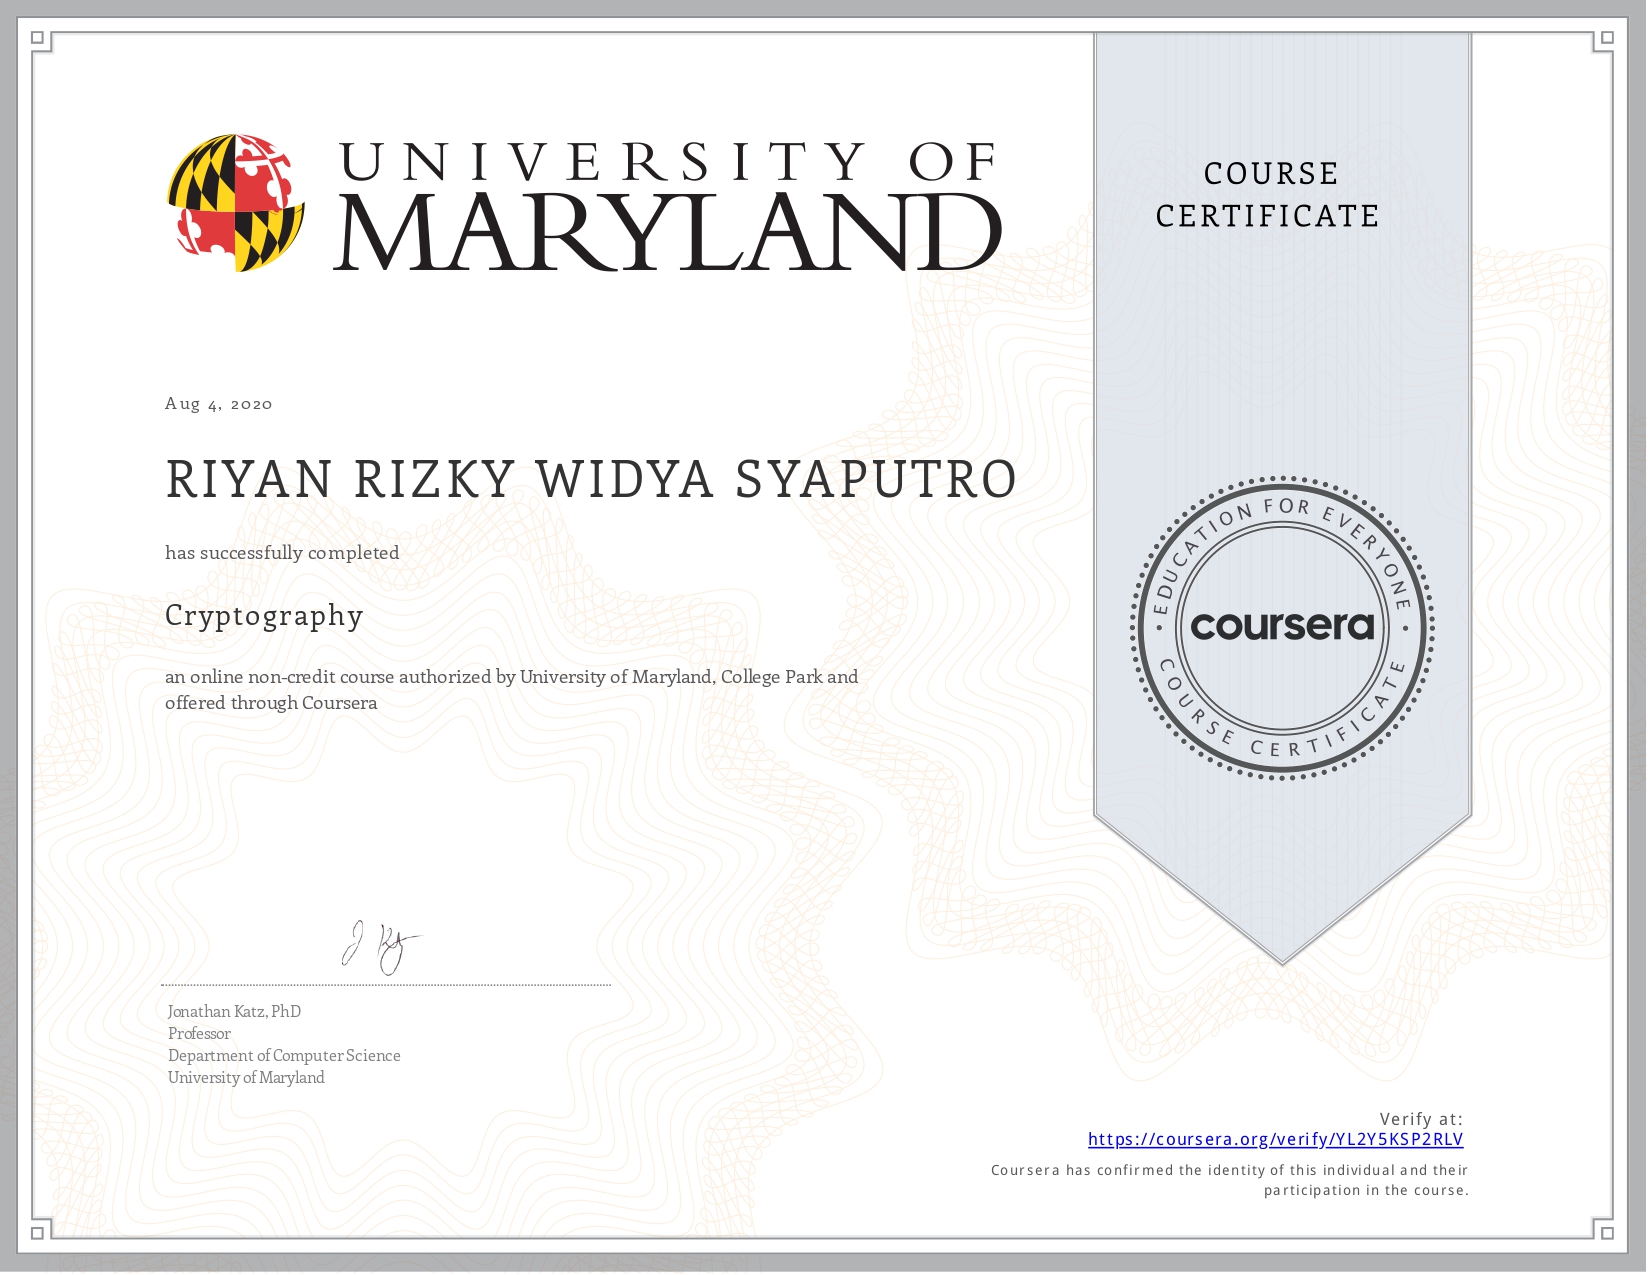 UNIVERSITY OF
MARYLAND
COURSE
CERTIFICATE
Aug 4, 2020
RIYAN RIZKY WIDYA SYAPUTRO
has successfully completed
Cryptography
an online non-credit course authorized by University of Maryland, College Park and
offered through Coursera
EDUCATION FOR EVERYONE
coursera
COURSE CERTIFICATE
J Katz
Jonathan Katz, PhD
Professor
Department of Computer Science
University of Maryland
Verify at:
https://coursera.org/verify/YL2Y5KSP2RLV
Coursera has confirmed the identity of this individual and their
participation in the course.